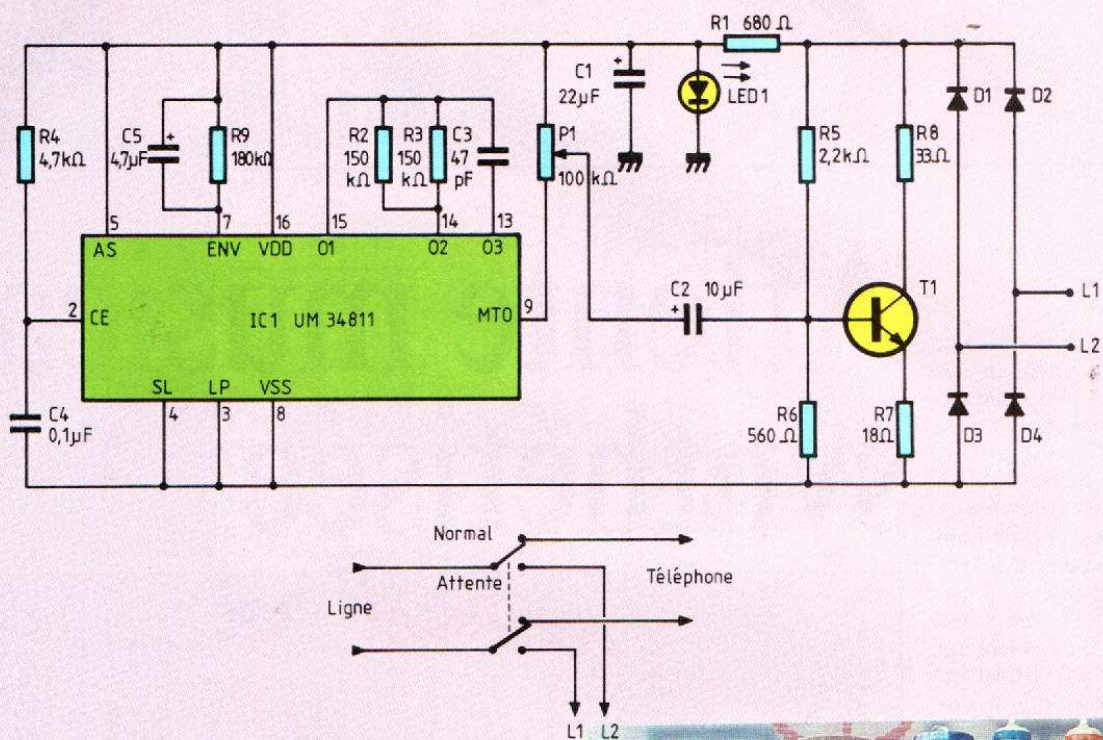 R1 680 Ω
C1
22µF
+
LED1
D1
D2
R4
4,7kΩ
C5
4,7µF
+
R9
180kΩ
R2
150
kΩ
R3
150
kΩ
C3
47
pF
P1
100 kΩ
R5
2,2kΩ
R8
33Ω
5
7
16
15
14
13
AS
ENV
VDD
O1
O2
O3
2
CE
IC1 UM 34811
MTO
9
C2 10µF
+
T1
L1
L2
SL
LP
VSS
4
3
8
C4
0,1µF
R6
560 Ω
R7
18Ω
D3
D4
Normal
Attente
Téléphone
Ligne
L1
L2